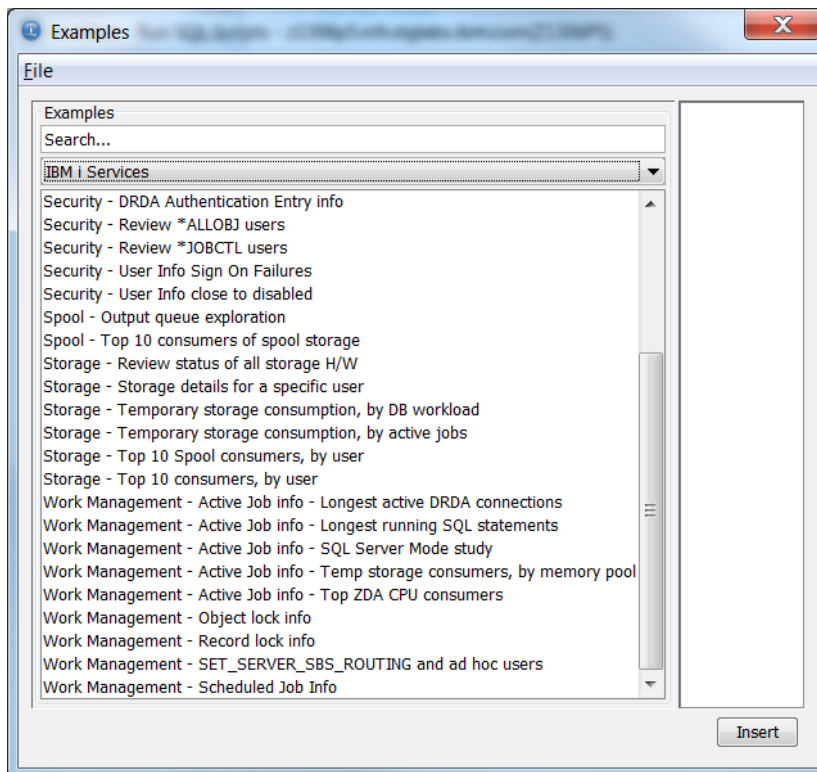 Examples
File
Examples
Search...
IBM i Services
Security - DRDA Authentication Entry info
Security - Review *ALLOBJ users
Security - Review *JOBCTL users
Security - User Info Sign On Failures
Security - User Info close to disabled
Spool - Output queue exploration
Spool - Top 10 consumers of spool storage
Storage - Review status of all storage H/W
Storage - Storage details for a specific user
Storage - Temporary storage consumption, by DB workload
Storage - Temporary storage consumption, by active jobs
Storage - Top 10 Spool consumers, by user
Storage - Top 10 consumers, by user
Work Management - Active Job info - Longest active DRDA connections
Work Management - Active Job info - Longest running SQL statements
Work Management - Active Job info - SQL Server Mode study
Work Management - Active Job info - Temp storage consumers, by memory pool
Work Management - Active Job info - Top ZDA CPU consumers
Work Management - Object lock info
Work Management - Record lock info
Work Management - SET_SERVER_SBS_ROUTING and ad hoc users
Work Management - Scheduled Job Info
Insert